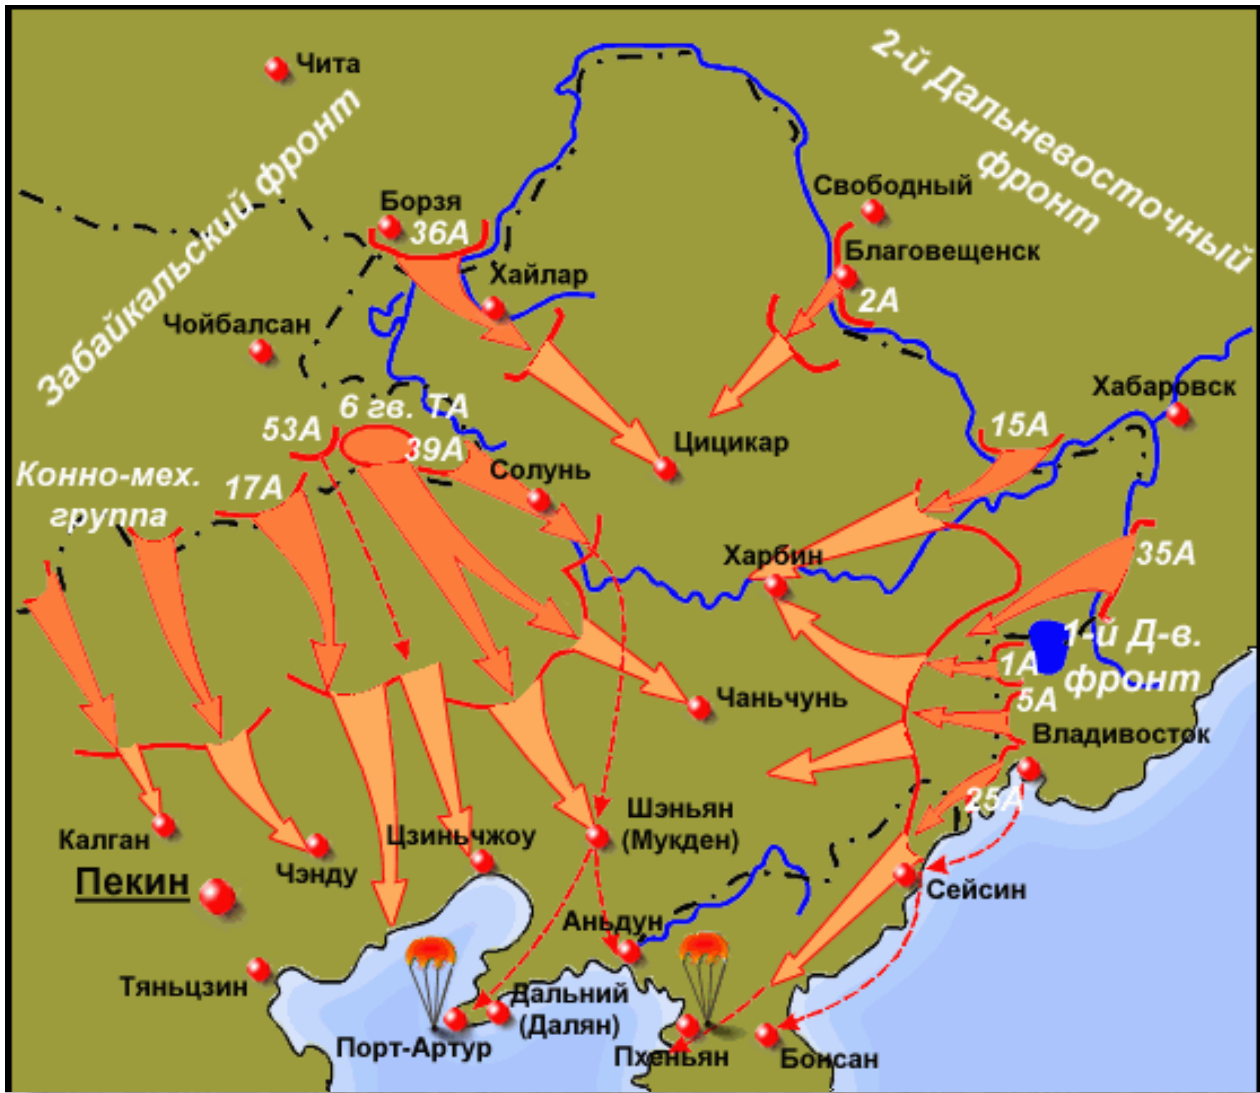 Чита
2-й Дальневосточный
фронт
Забайкальский фронт
Свободный
Борзя
36А
Благовещенск
Хайлар
2А
Чойбалсан
Хабаровск
6 гв. ТА
53А
39А
15А
Цицикар
Солунь
Конно-мех.
группа
17А
Харбин
35А
1-й Д-в.
фронт
1А
5А
Чаньчунь
Владивосток
25А
Шэньян
(Мукден)
Калган
Цзиньчжоу
Чэнду
Пекин
Сейсин
Аньдун
Тяньцзин
Дальний
(Далян)
Порт-Артур
Пхеньян
Бонсан